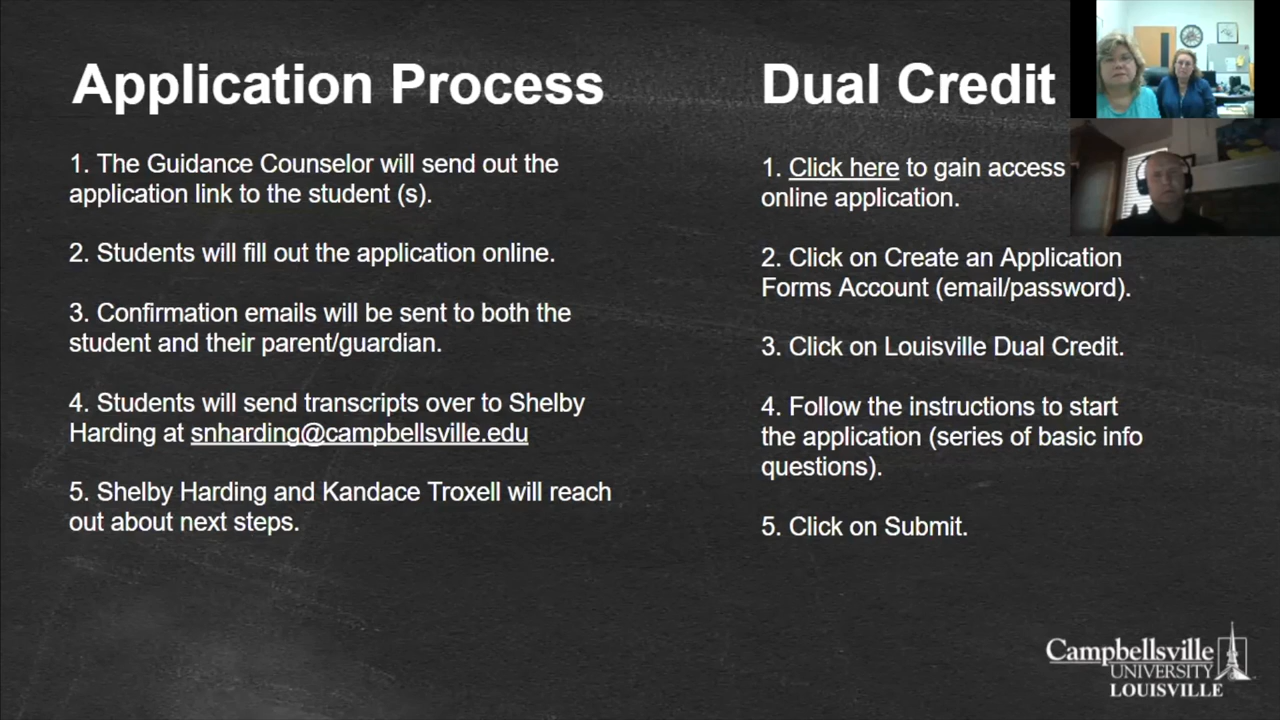 Application Process
1. The Guidance Counselor will send out the
application link to the student (s).
2. Students will fill out the application online.
3. Confirmation emails will be sent to both the
student and their parent/guardian.
4. Students will send transcripts over to Shelby
Harding at snharding@campbellsville.edu
5. Shelby Harding and Kandace Troxell will reach
out about next steps.
Dual Credit
1. Click here to gain access
online application.
2. Click on Create an Application
Forms Account (email/password).
3. Click on Louisville Dual Credit.
4. Follow the instructions to start
the application (series of basic info
questions).
5. Click on Submit.
Campbellsville
UNIVERSITY
LOUISVILLE